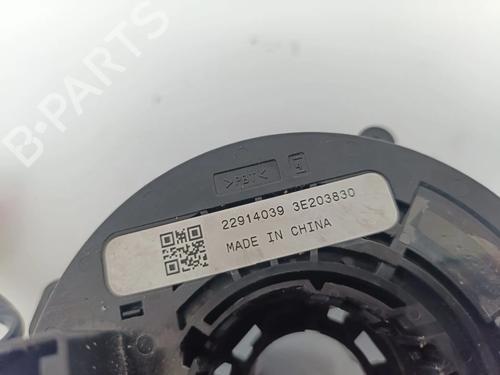 B-PARTS
>PBT<
22914039 3E203830
MADE IN CHINA